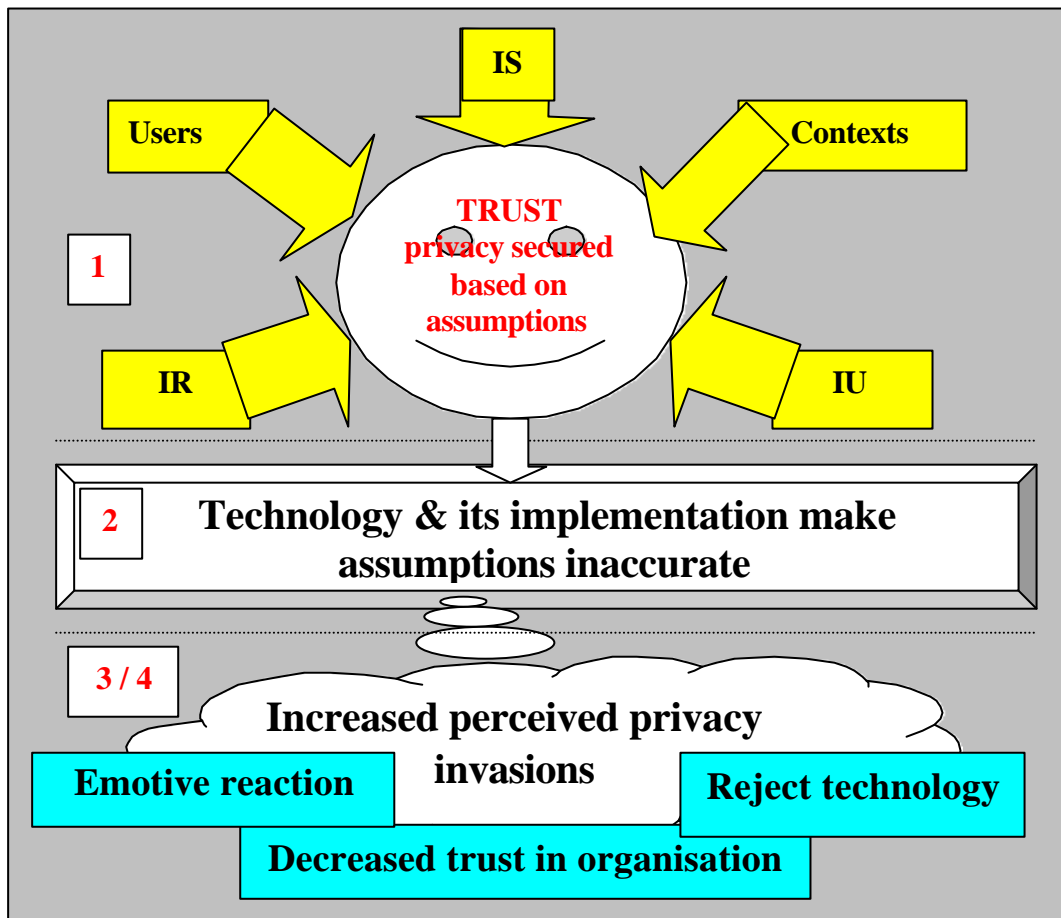 IS
Users
Contexts
TRUST
privacy secured
based on
assumptions
1
IR
IU
2
Technology & its implementation make
assumptions inaccurate
3 / 4
Increased perceived privacy
invasions
Emotive reaction
Reject technology
Decreased trust in organisation